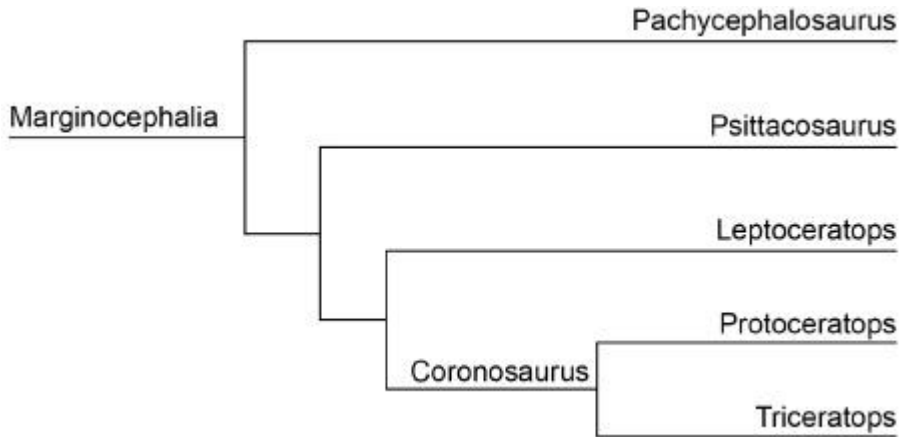 Pachycephalosaurus
Marginocephalia
Psittacosaurus
Leptoceratops
Protoceratops
Coronosaurus
Triceratops